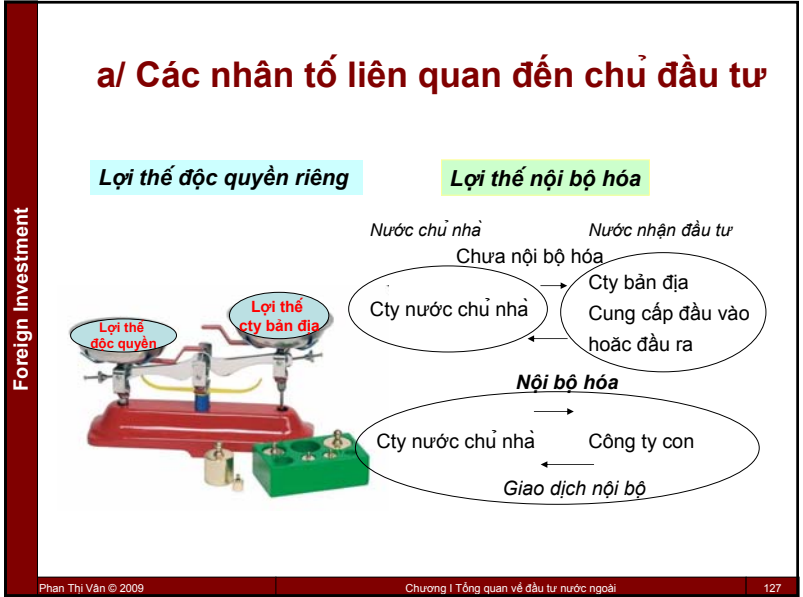 a/ Các nhân tố liên quan đến chủ đầu tư
Foreign Investment
Lợi thế độc quyền riêng
Lợi thế
độc quyền
Lợi thế
cty bản địa
Lợi thế nội bộ hóa
Nước chủ nhà
Nước nhận đầu tư
Chưa nội bộ hóa
Cty nước chủ nhà
Cty bản địa
Cung cấp đầu vào
hoăc đầu ra
Nội bộ hóa
Cty nước chủ nhà
Công ty con
Giao dịch nội bộ
Phan Thị Vân © 2009
Chương I Tổng quan về đầu tư nước ngoài
127